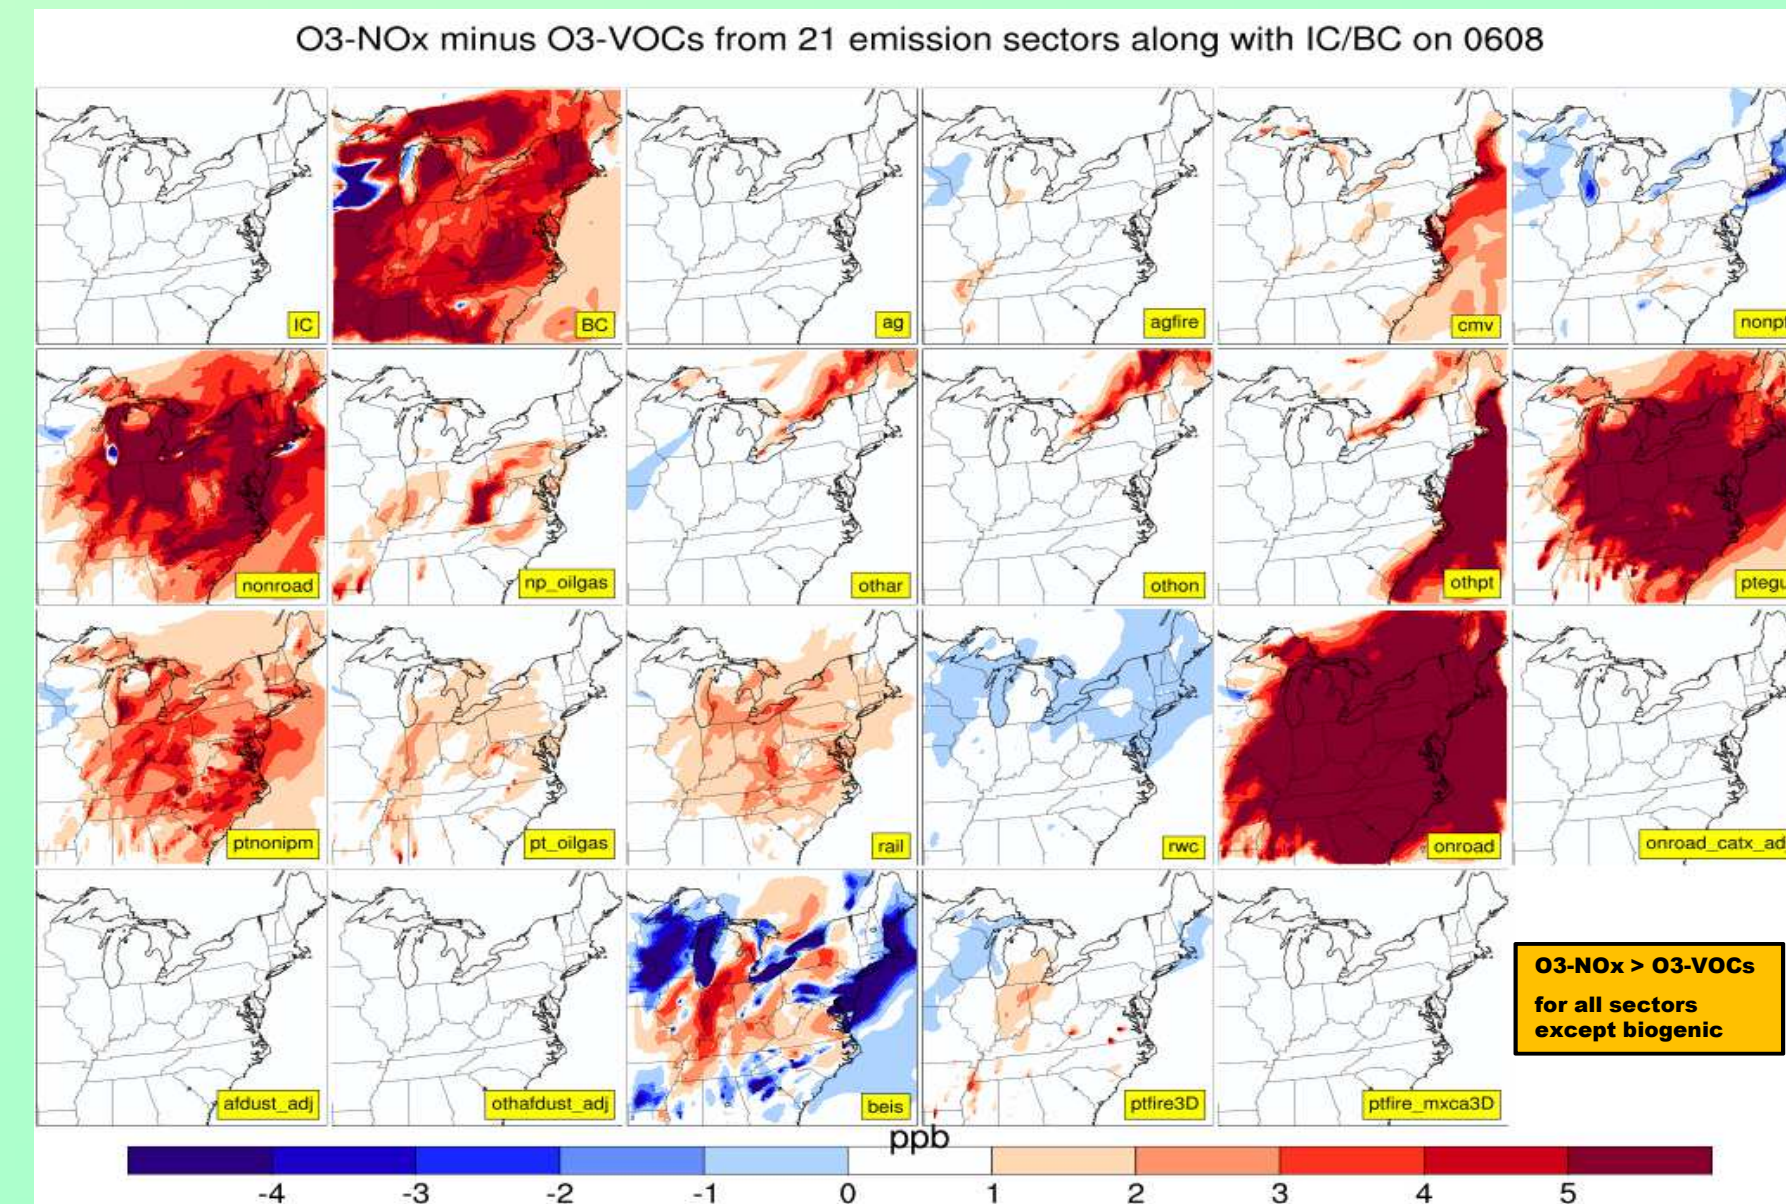 O3-NOx minus O3-VOCs from 21 emission sectors along with IC/BC on 0608
IC
BC
ag
agfire
cmv
nonpt
nonroad
np_oilgas
othar
othon
othpt
ptegu
ptnonipm
pt_oilgas
rail
rwc
onroad
onroad_catx_adj
afdust_adj
othafdust_adj
beis
ptfire3D
ptfire_mxca3D
O3-NOx > O3-VOCs
for all sectors
except biogenic
ppb
-4 -3 -2 -1 0 1 2 3 4 5